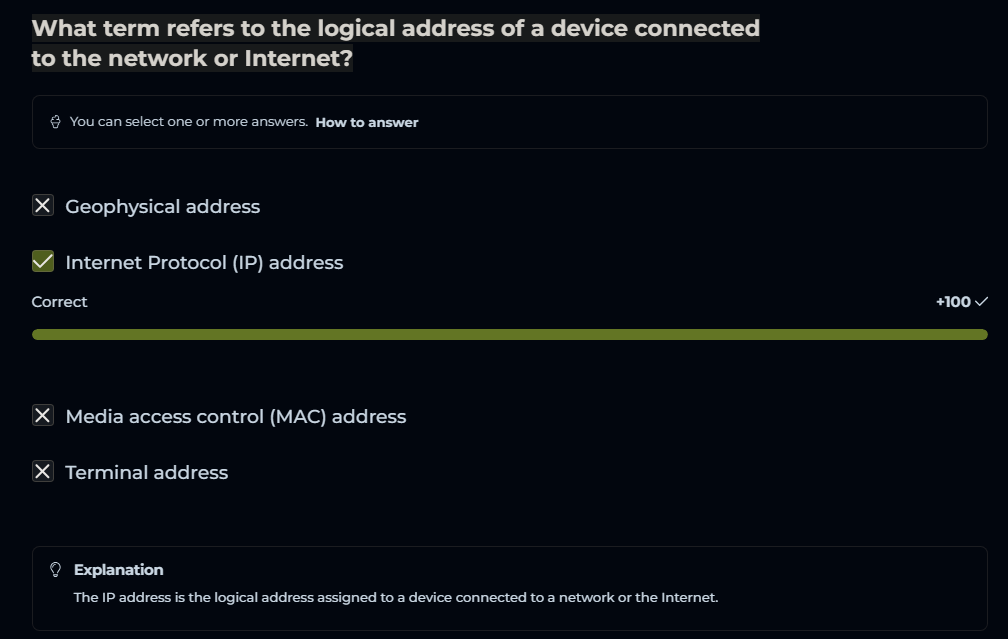 What term refers to the logical address of a device connected
to the network or Internet?
You can select one or more answers. How to answer
Geophysical address
Internet Protocol (IP) address
Correct +100
Media access control (MAC) address
Terminal address
Explanation
The IP address is the logical address assigned to a device connected to a network or the Internet.